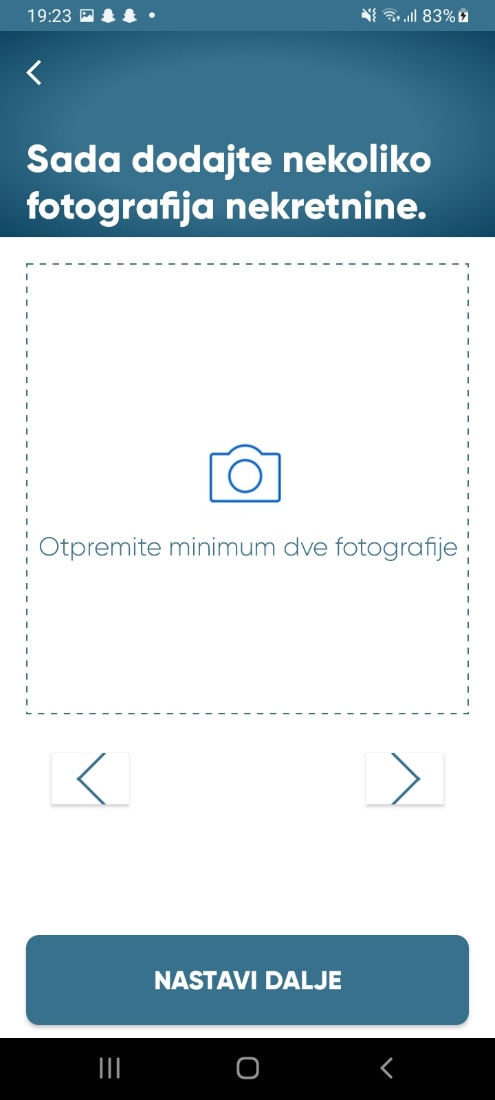 19:23 83%
Sada dodajte nekoliko
fotografija nekretnine.
Otpremite minimum dve fotografije
NASTAVI DALJE